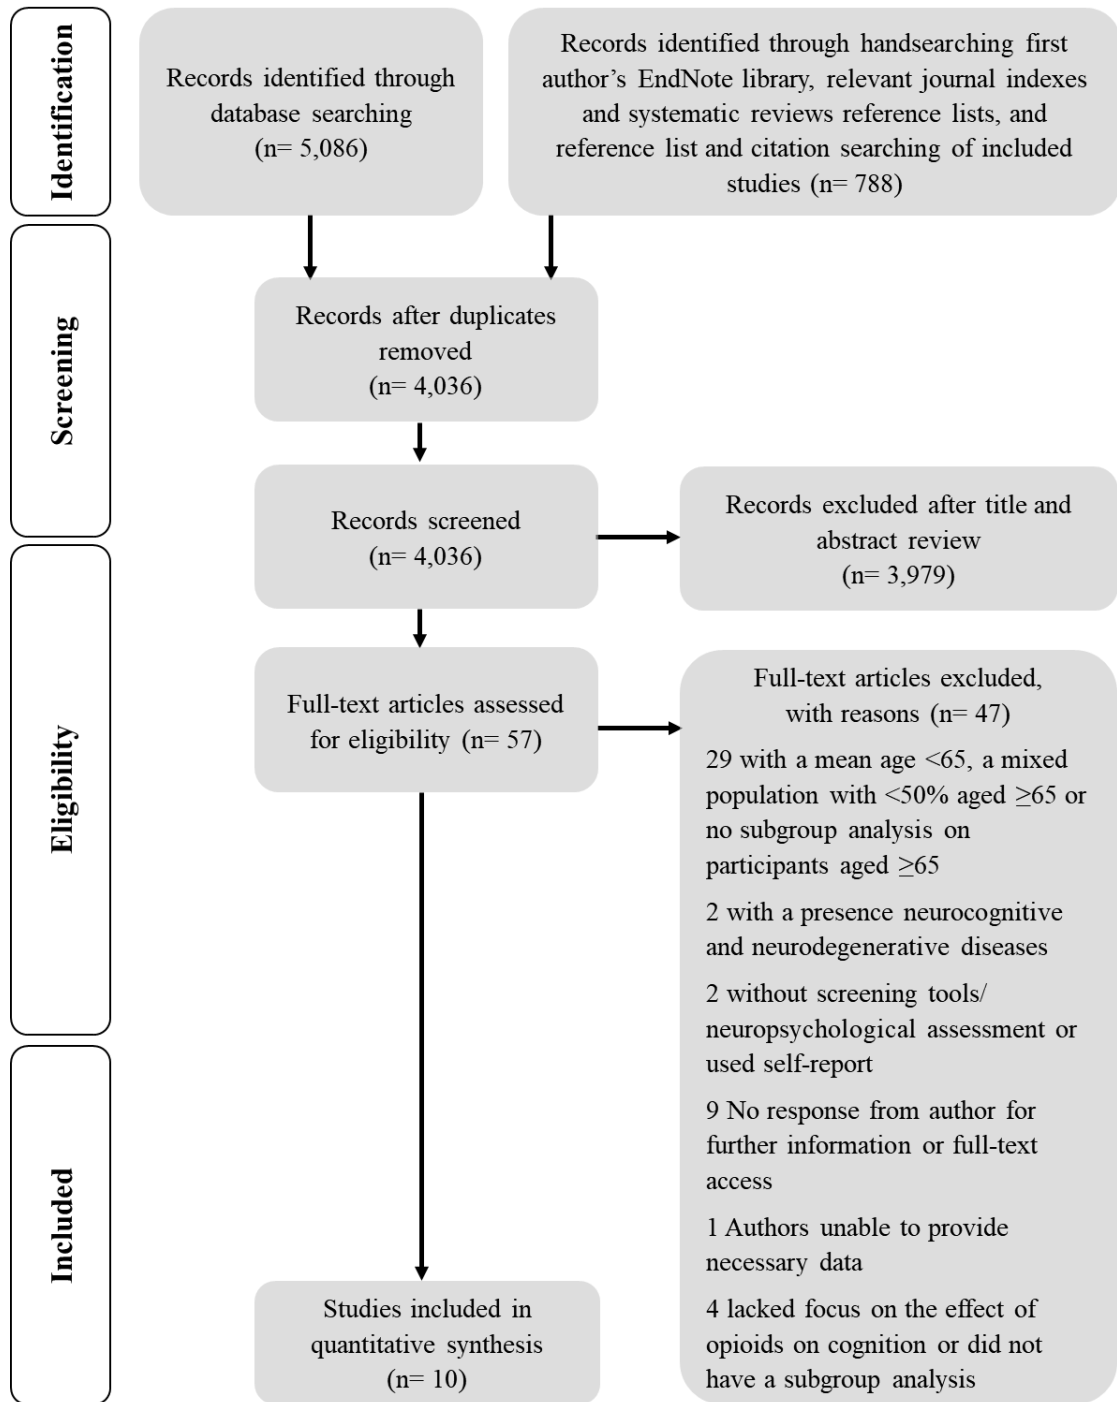 Identification
Records identified through
database searching
(n= 5,086)
Records identified through handsearching first
author’s EndNote library, relevant journal indexes
and systematic reviews reference lists, and
reference list and citation searching of included
studies (n= 788)
Screening
Records after duplicates
removed
(n= 4,036)
Records screened
(n= 4,036)
Records excluded after title and
abstract review
(n= 3,979)
Eligibility
Full-text articles assessed
for eligibility (n= 57)
Full-text articles excluded,
with reasons (n= 47)
29 with a mean age <65, a mixed
population with <50% aged ≥65 or
no subgroup analysis on
participants aged ≥65
2 with a presence neurocognitive
and neurodegenerative diseases
2 without screening tools/
neuropsychological assessment or
used self-report
9 No response from author for
further information or full-text
access
1 Authors unable to provide
necessary data
4 lacked focus on the effect of
opioids on cognition or did not
have a subgroup analysis
Included
Studies included in
quantitative synthesis
(n= 10)